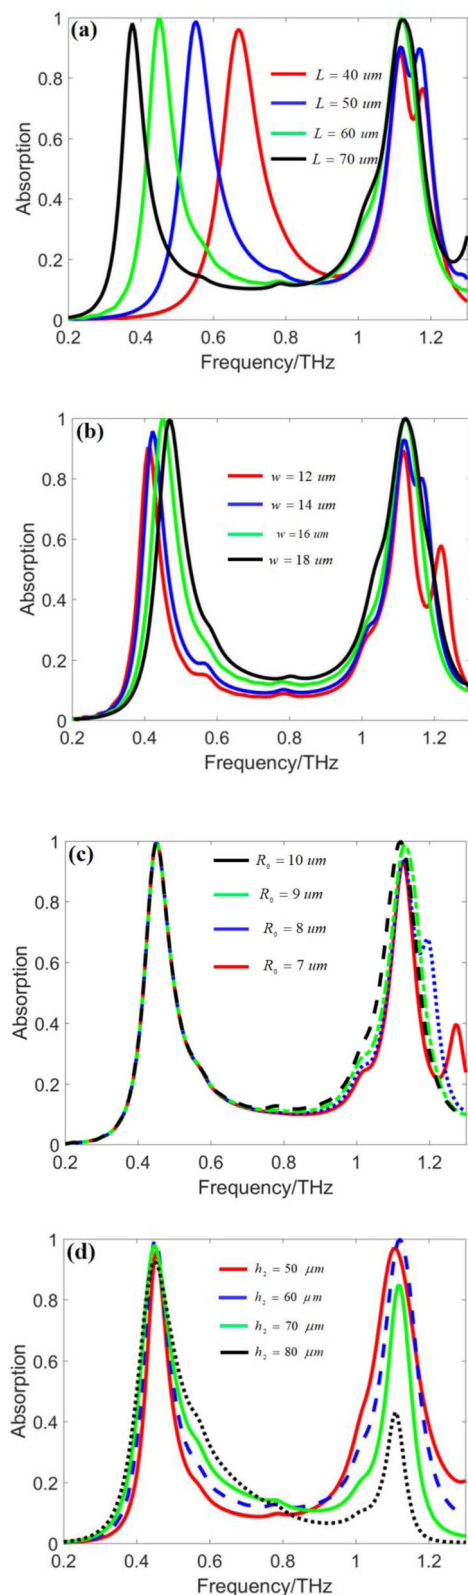 (a)
1
0.8
0.6
0.4
0.2
0
Absorption
L = 40 um
L = 50 um
L = 60 um
L = 70 um
0.2 0.4 0.6 0.8 1 1.2
Frequency/THz
(b)
1
0.8
0.6
0.4
0.2
0
Absorption
w = 12 um
w = 14 um
w = 16 um
w = 18 um
0.2 0.4 0.6 0.8 1 1.2
Frequency/THz
(c)
1
0.8
0.6
0.4
0.2
0
Absorption
R₀ = 10 um
R₀ = 9 um
R₀ = 8 um
R₀ = 7 um
0.2 0.4 0.6 0.8 1 1.2
Frequency/THz
(d)
1
0.8
0.6
0.4
0.2
0
Absorption
h₂ = 50 μm
h₂ = 60 μm
h₂ = 70 μm
h₂ = 80 μm
0.2 0.4 0.6 0.8 1 1.2
Frequency/THz